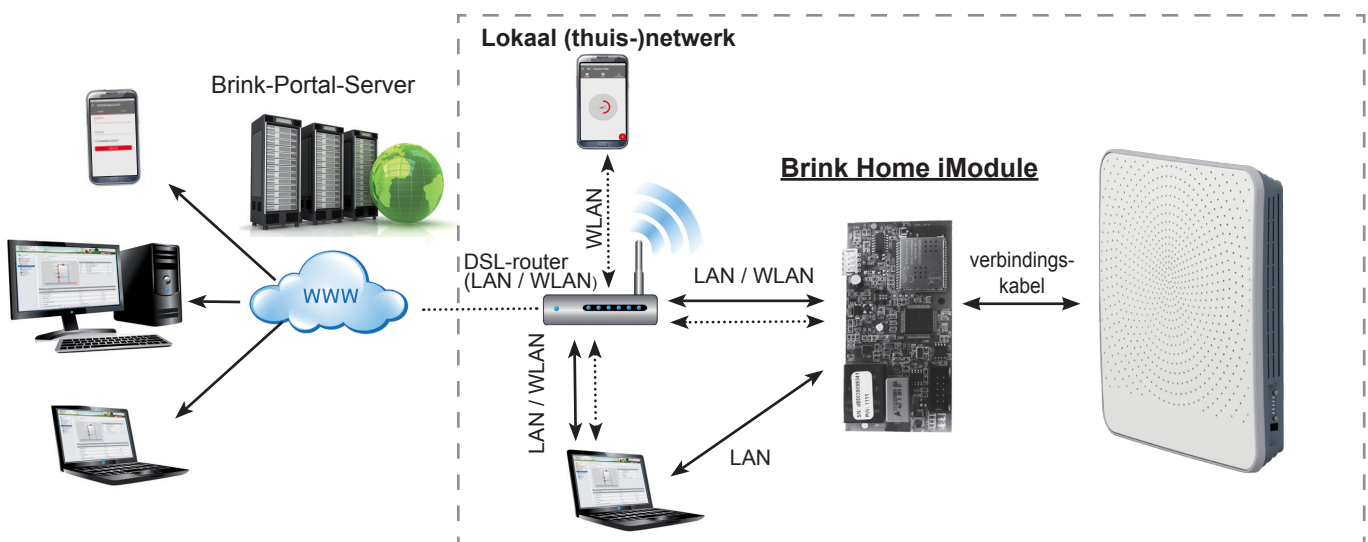 Lokaal (thuis-)netwerk
Brink-Portal-Server
Brink Home iModule
WLAN
DSL-router
(LAN / WLAN)
WWW
LAN / WLAN
verbindings-
kabel
LAN / WLAN
LAN